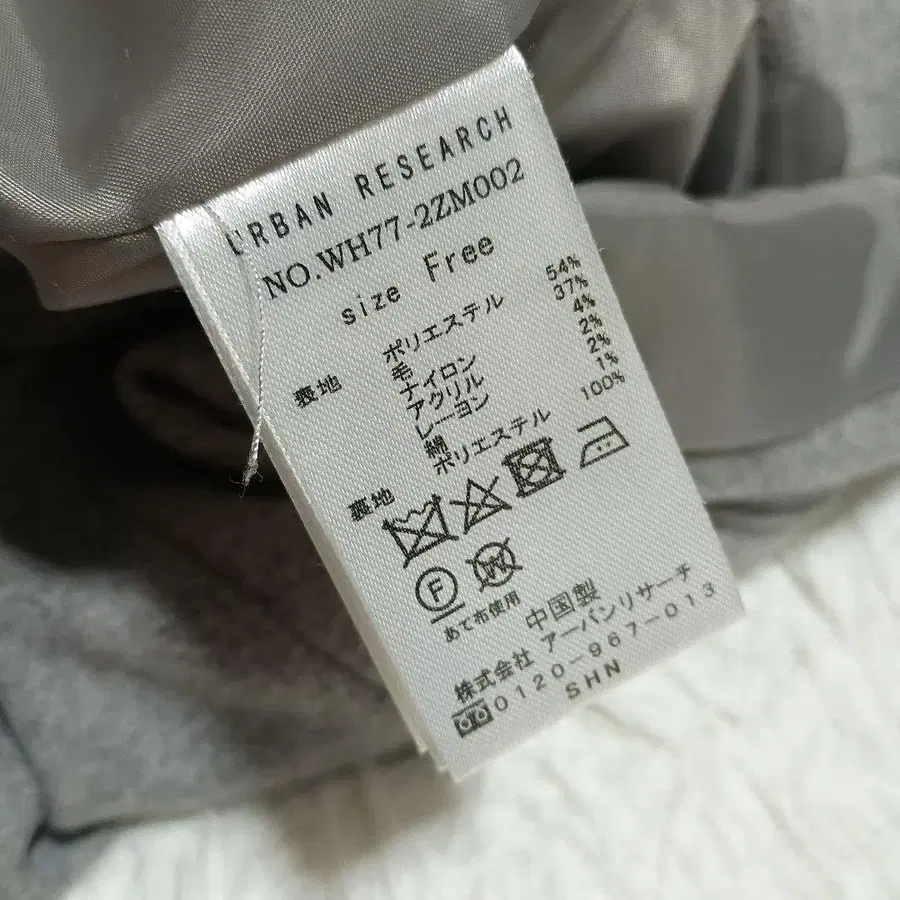 URBAN RESEARCH
NO.WH77-2ZM002
size Free
表地 ポリエステル 54%
毛 37%
ナイロン 4%
アクリル 2%
レーヨン 2%
綿 1%
裏地 ポリエステル 100%
F W
あて布使用
中国製
株式会社 アーバンリサーチ
0120-967-013
SHN